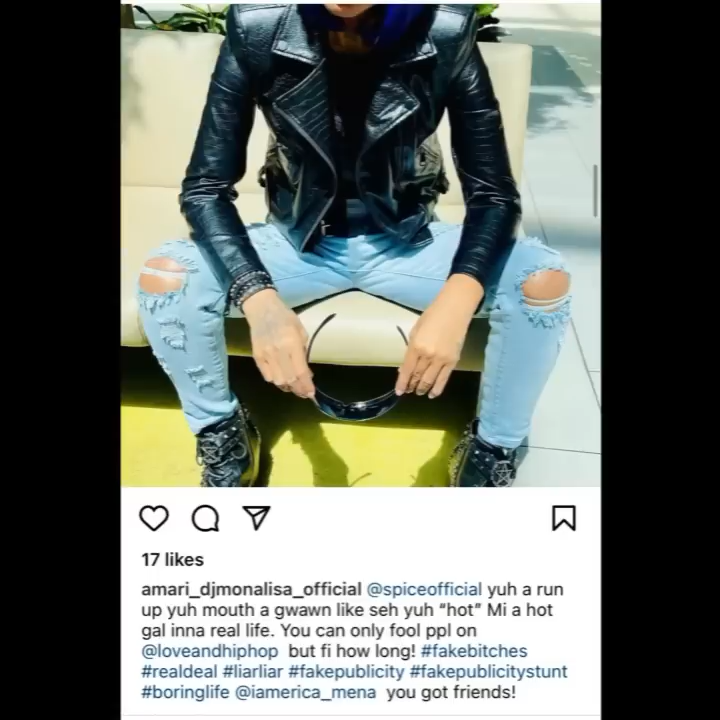 17 likes
amari_djmonalisa_official @spiceofficial yuh a run
up yuh mouth a gwawn like seh yuh “hot” Mi a hot
gal inna real life. You can only fool ppl on
@loveandhiphop but fi how long! #fakebitches
#realdeal #liarliar #fakepublicity #fakepublicitystunt
#boringlife @iamerica_mena you got friends!